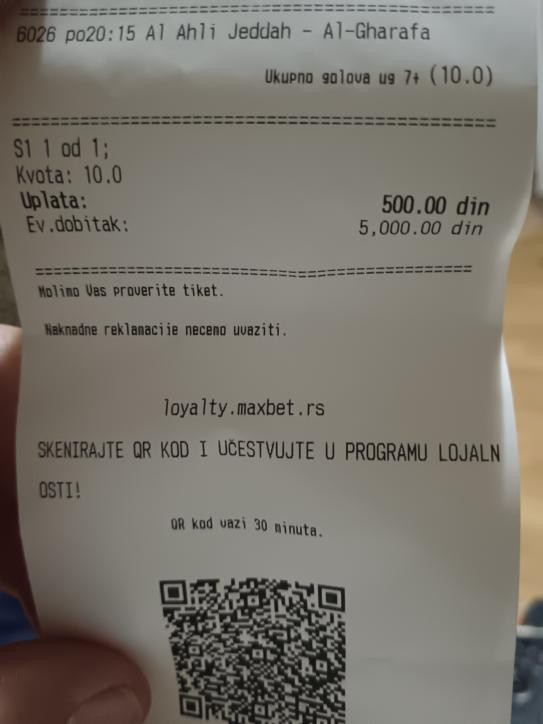 ================================================
6026 po20:15 Al Ahli Jeddah - Al-Gharafa
Ukupno golova ug 7+ (10.0)
================================================
S1 1 od 1;
Kvota: 10.0
Uplata: 500.00 din
Ev.dobitak: 5,000.00 din
================================================
Molimo Vas proverite tiket.
Naknadne reklamacije necemo uvaziti.
loyalty.maxbet.rs
SKENIRAJTE QR KOD I UČESTVUJTE U PROGRAMU LOJALN
OSTI!
QR kod vazi 30 minuta.